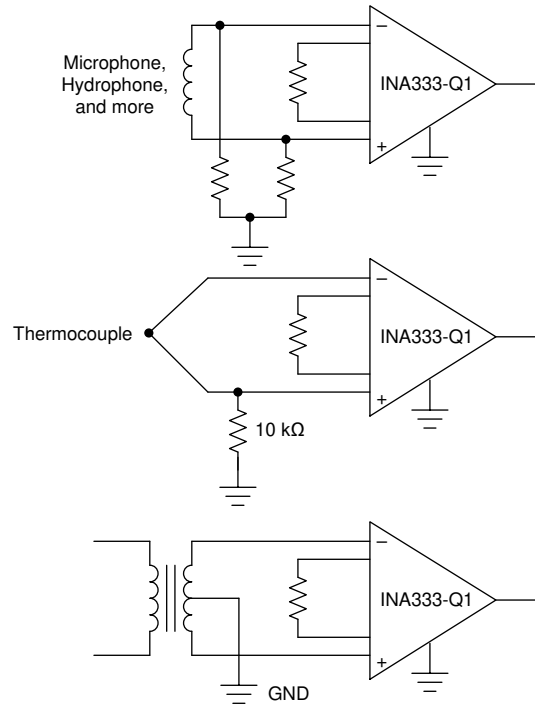 Microphone,
Hydrophone,
and more
−
INA333-Q1
+
Thermocouple
−
INA333-Q1
+
10 kΩ
−
INA333-Q1
+
GND